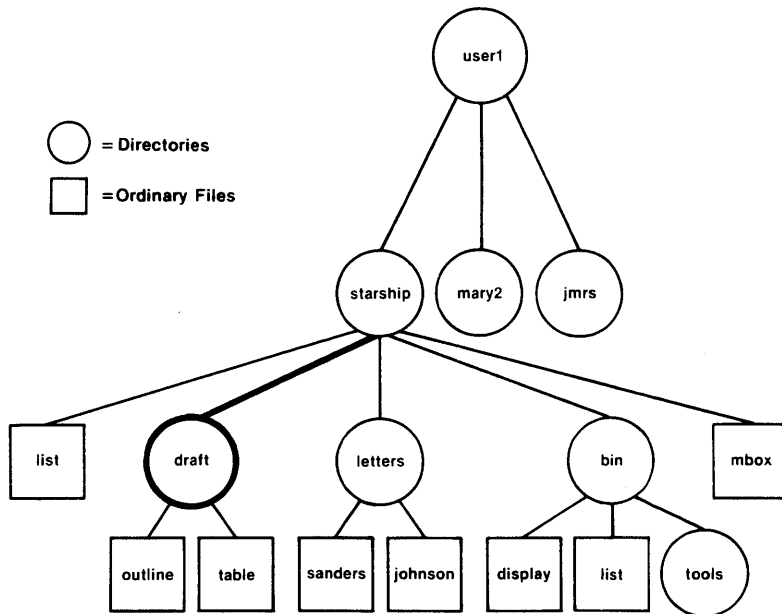 user1
= Directories
=Ordinary Files
starship
mary2
jmrs
list
draft
letters
bin
mbox
outline
table
sanders
johnson
display
list
tools